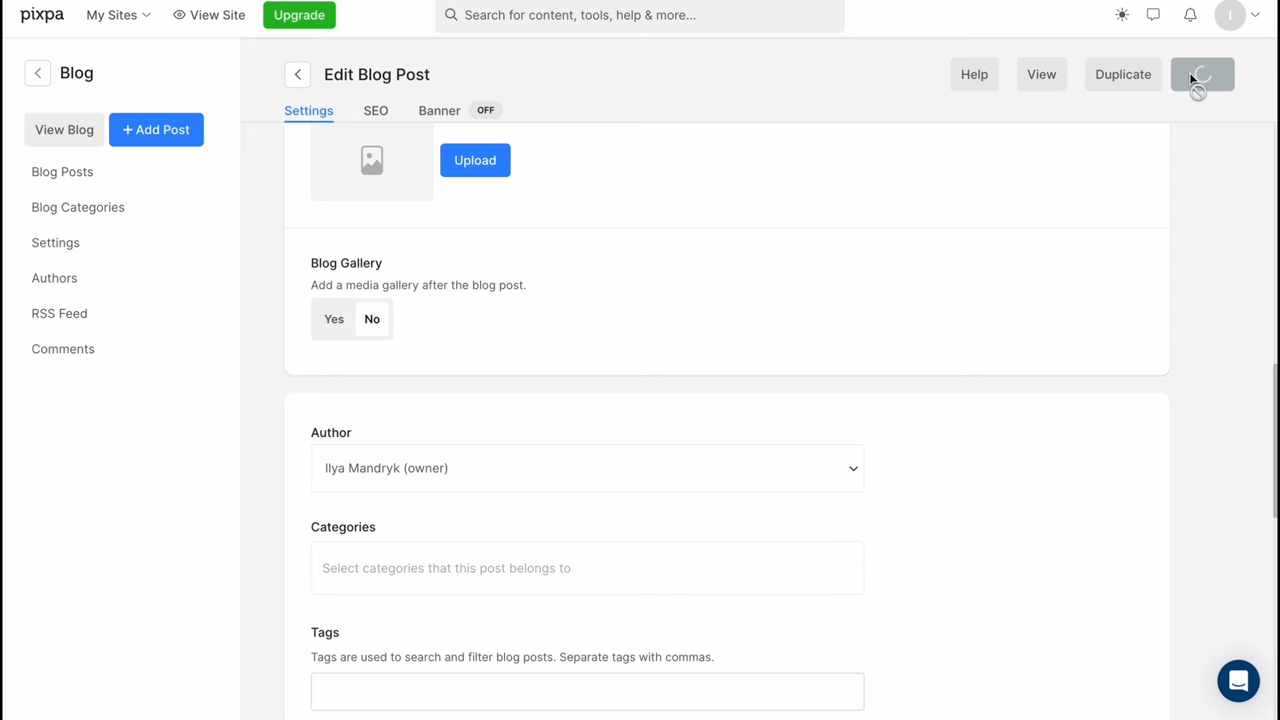 pixpa
My Sites
View Site
Upgrade
Search for content, tools, help & more...
I
Blog
Edit Blog Post
Help
View
Duplicate
Settings
SEO
Banner
OFF
View Blog
+ Add Post
Blog Posts
Blog Categories
Settings
Authors
RSS Feed
Comments
Upload
Blog Gallery
Add a media gallery after the blog post.
Yes
No
Author
Ilya Mandryk (owner)
Categories
Select categories that this post belongs to
Tags
Tags are used to search and filter blog posts. Separate tags with commas.